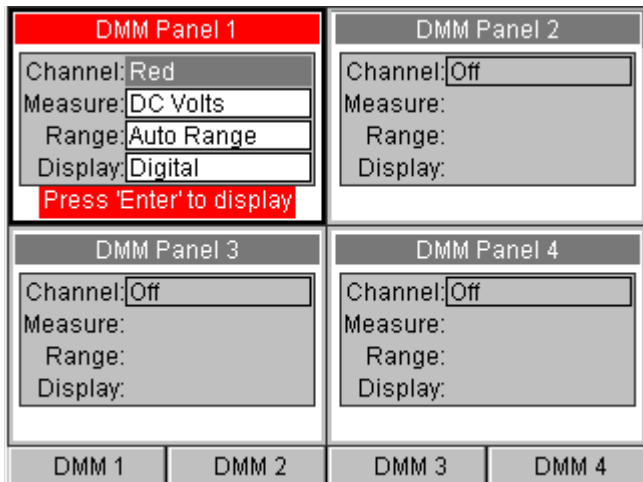 DMM Panel 1
Channel: Red
Measure: DC Volts
Range: Auto Range
Display: Digital
Press 'Enter' to display
DMM Panel 2
Channel: Off
Measure:
Range:
Display:
DMM Panel 3
Channel: Off
Measure:
Range:
Display:
DMM Panel 4
Channel: Off
Measure:
Range:
Display:
DMM 1
DMM 2
DMM 3
DMM 4